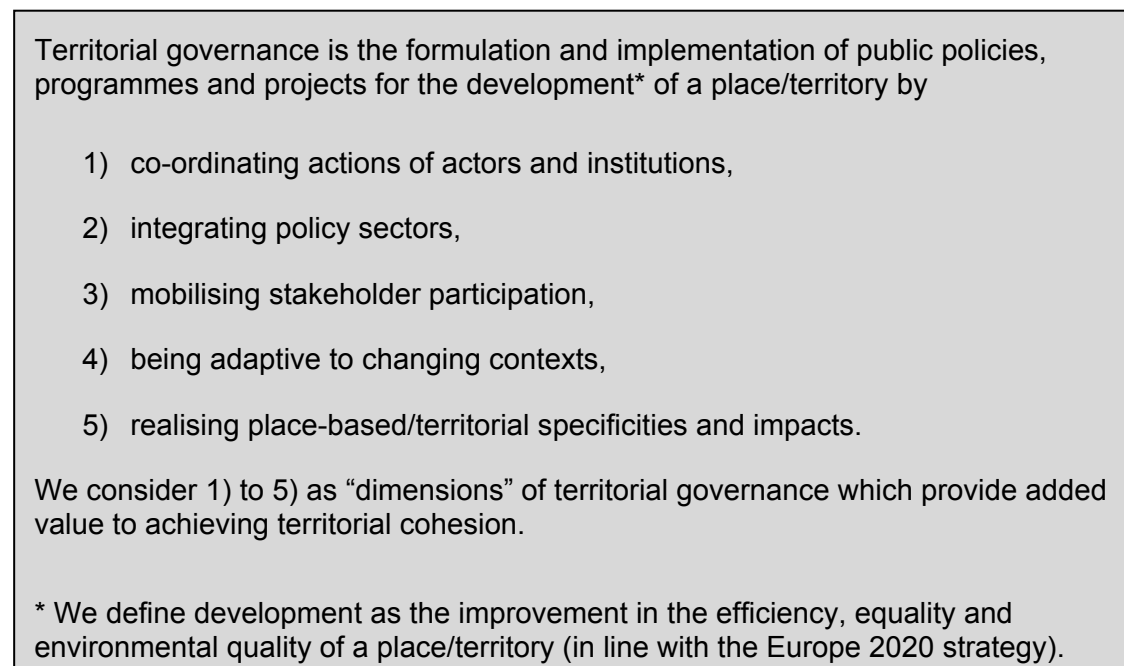 Territorial governance is the formulation and implementation of public policies,
programmes and projects for the development* of a place/territory by
1) co-ordinating actions of actors and institutions,
2) integrating policy sectors,
3) mobilising stakeholder participation,
4) being adaptive to changing contexts,
5) realising place-based/territorial specificities and impacts.
We consider 1) to 5) as “dimensions” of territorial governance which provide added
value to achieving territorial cohesion.
* We define development as the improvement in the efficiency, equality and
environmental quality of a place/territory (in line with the Europe 2020 strategy).